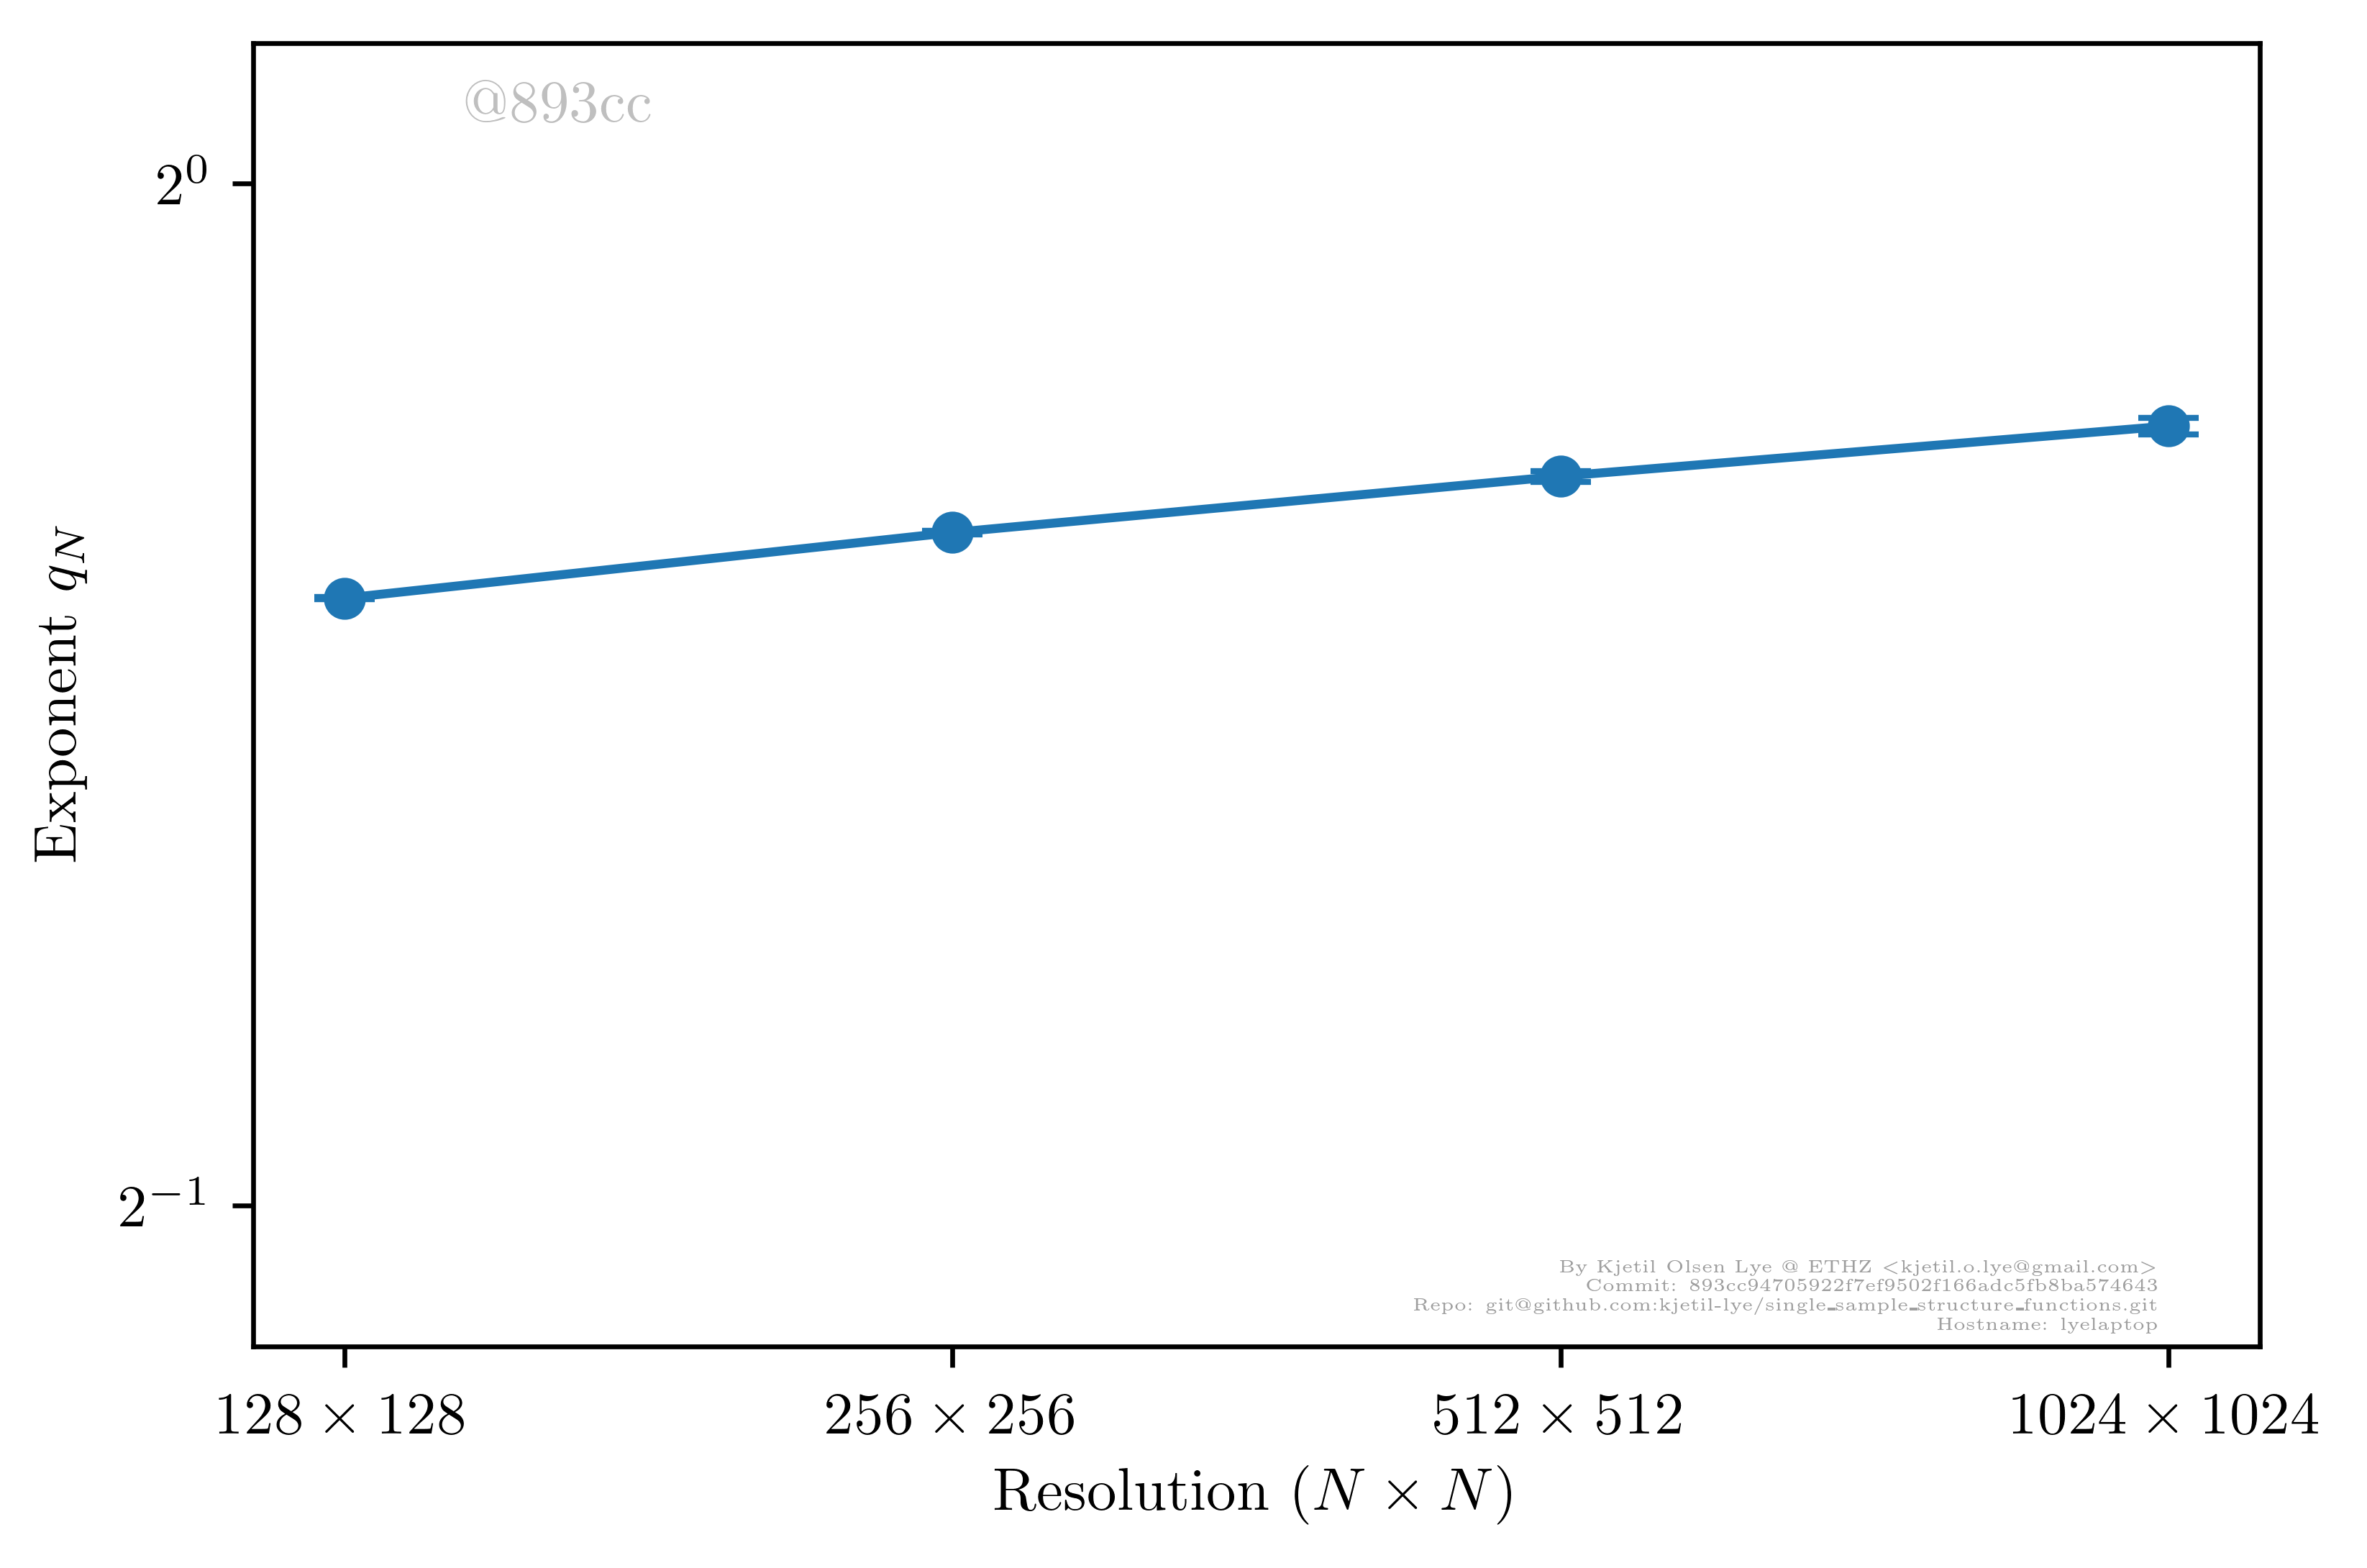 @893cc
2^0
Exponent q_N
2^{-1}
By Kjetil Olsen Lye @ ETHZ <kjetil.o.lye@gmail.com>
Commit: 893cc94705922f7ef9502f166adc5fb8ba574643
Repo: git@github.com:kjetil-lye/single_sample_structure_functions.git
Hostname: lyelaptop
128 × 128 256 × 256 512 × 512 1024 × 1024
Resolution (N × N)